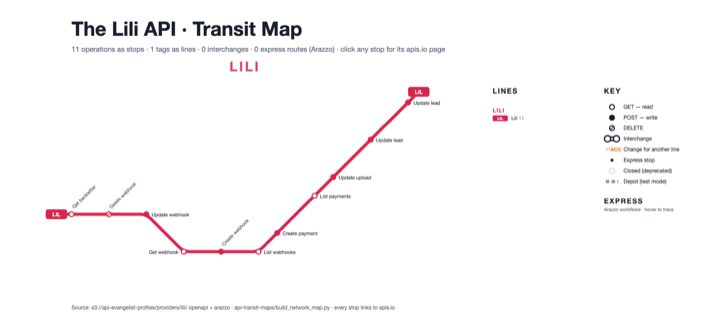 The Lili API · Transit Map
11 operations as stops · 1 tags as lines · 0 interchanges · 0 express routes (Arazzo) · click any stop for its apis.io page
LILI
LIL
Update lead
Update lead
Update upload
List payments
Create payment
List webhooks
Create webhook
Get webhook
Update webhook
Delete webhook
Get transfer
LIL
LINES
LILI
LIL Lili 11
KEY
GET — read
POST — write
DELETE
Interchange
Change for another line
Express stop
Closed (deprecated)
Depot (test mode)
EXPRESS
Arazzo workflows · hover to trace
Source: s3://api-evangelist-profiles/providers/lili/ openapi + arazzo · api-transit-maps/build_network_map.py · every stop links to apis.io